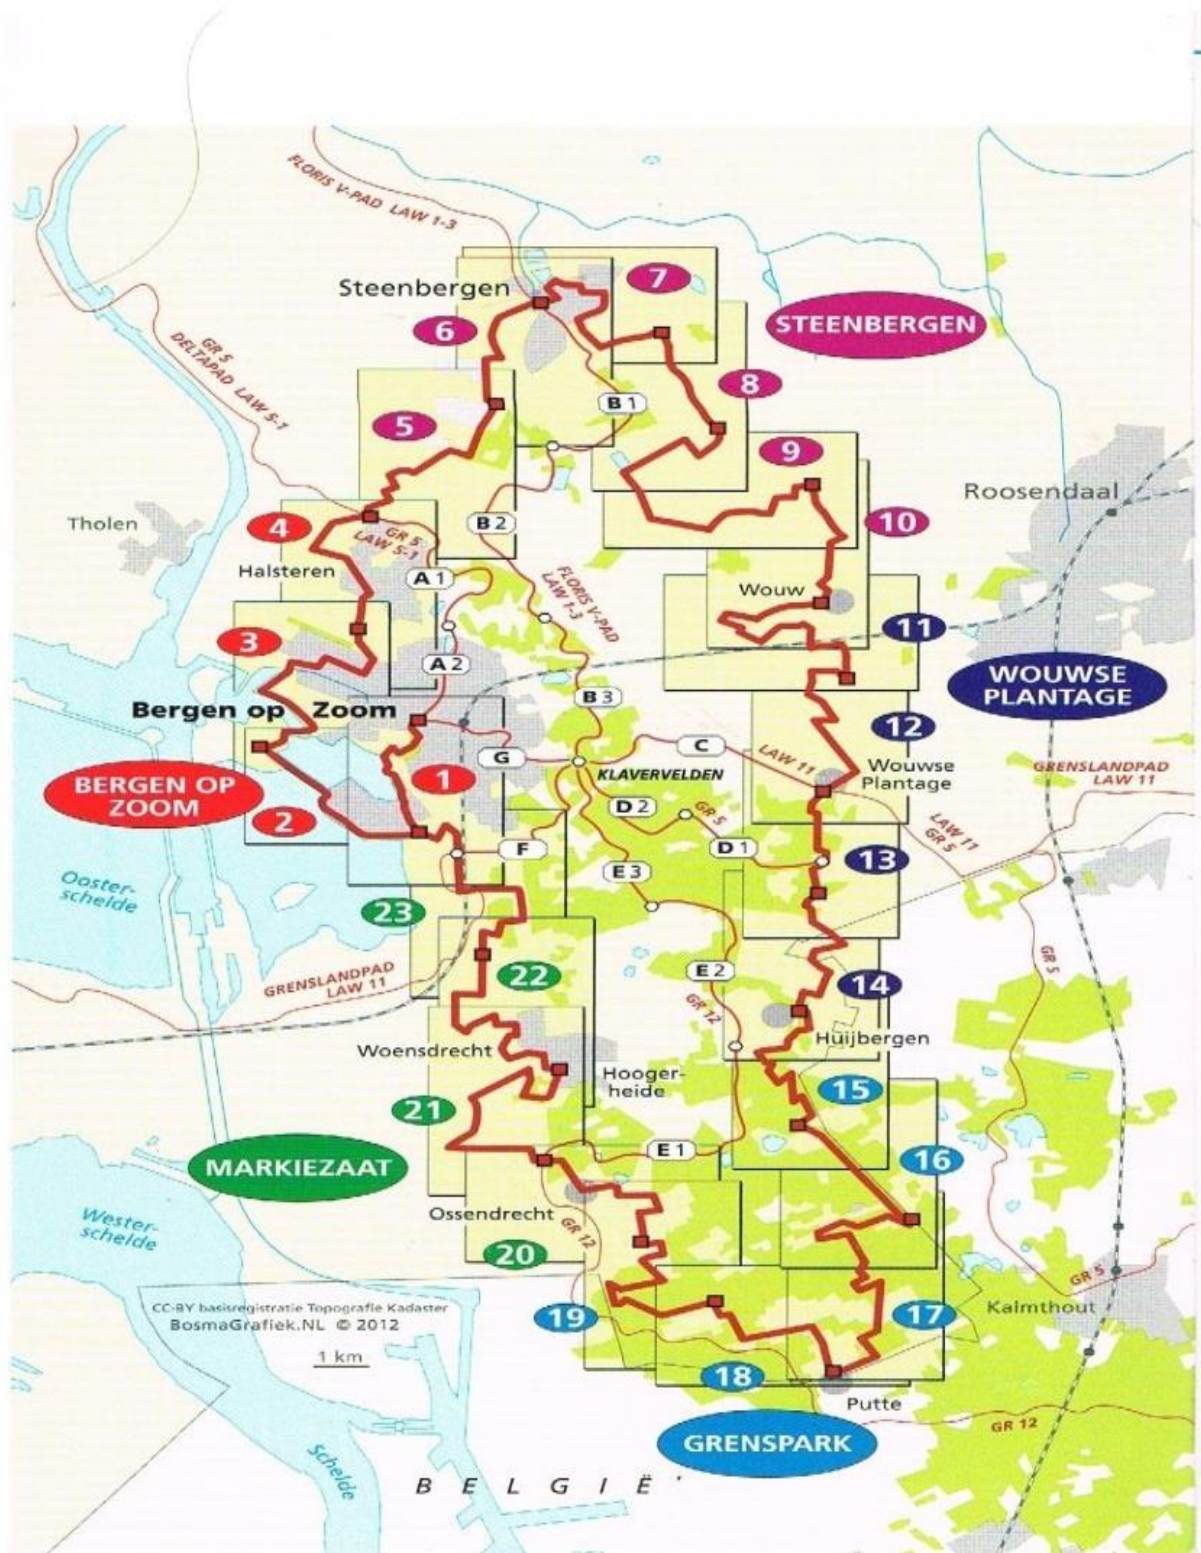 FLORIS V-PAD LAW 1-3
Steenbergen
7
STEENBERGEN
6
GR 5
DELTAPAD LAW 5-1
8
B 1
5
9
Roosendaal
Tholen
B 2
10
4
GR 5
LAW 5-1
Halsteren
A 1
FLORIS V-PAD
LAW 1-3
Wouw
11
3
A 2
WOUWSE
PLANTAGE
B 3
Bergen op Zoom
12
G
C
LAW 11
Wouwse
Plantage
GRENSLANDPAD
LAW 11
KLAVERVELDEN
BERGEN OP
ZOOM
1
2
D 2
GR 5
LAW 11
GR 5
F
D 1
13
E 3
Ooster-
schelde
23
GRENSLANDPAD
LAW 11
22
E 2
GR 12
14
GR 5
Huijbergen
Woensdrecht
Hooger-
heide
15
21
E 1
16
MARKIEZAAT
Wester-
schelde
Ossendrecht
GR 12
20
GR 5
Kalmthout
CC-BY basisregistratie Topografie Kadaster
BosmaGrafiek.NL © 2012
1 km
19
17
18
Putte
GR 12
GRENSPARK
Schelde
BELGIË